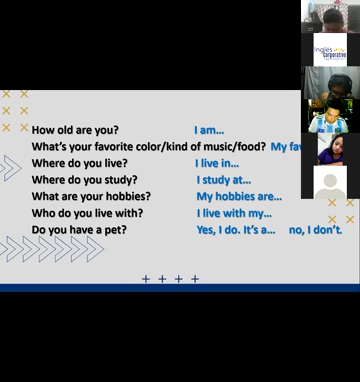 How old are you? I am...
What's your favorite color/kind of music/food? My fav
Where do you live? I live in...
Where do you study? I study at...
What are your hobbies? My hobbies are...
Who do you live with? I live with my...
Do you have a pet? Yes, I do. It's a... no, I don't.
Inglés
Corporativo